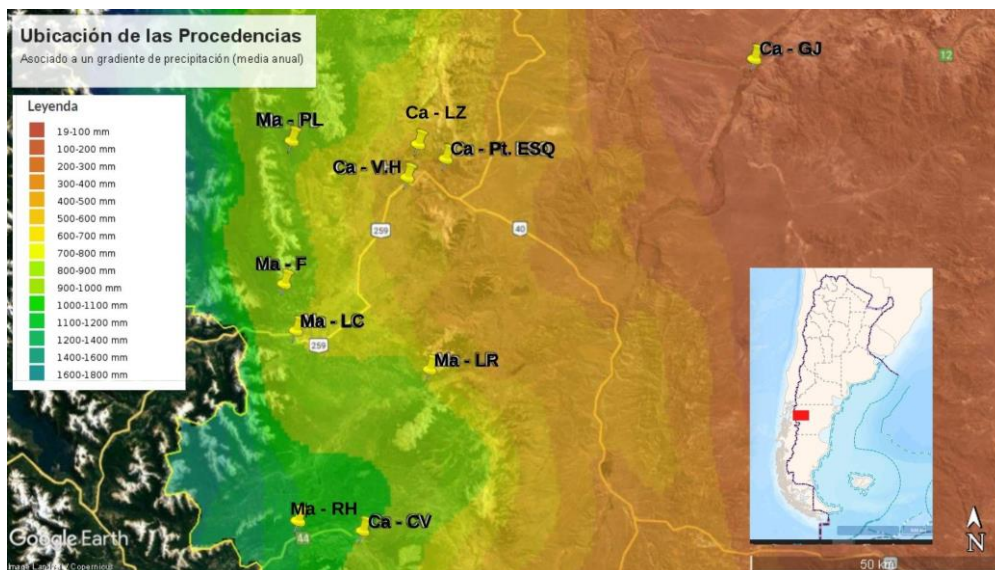 Ubicación de las Procedencias
Asociado a un gradiente de precipitación (media anual)
Leyenda
19-100 mm
100-200 mm
200-300 mm
300-400 mm
400-500 mm
500-600 mm
600-700 mm
700-800 mm
800-900 mm
900-1000 mm
1000-1100 mm
1100-1200 mm
1200-1400 mm
1400-1600 mm
1600-1800 mm
Ca - GJ
12
Ma - PL
Ca - LZ
Ca - Pt. ESQ
Ca - VH
259
40
Ma - F
Ma - LC
259
Ma - LR
Ma - RH
Ca - CV
44
Google Earth
Image Landsat / Copernicus
50 km
N